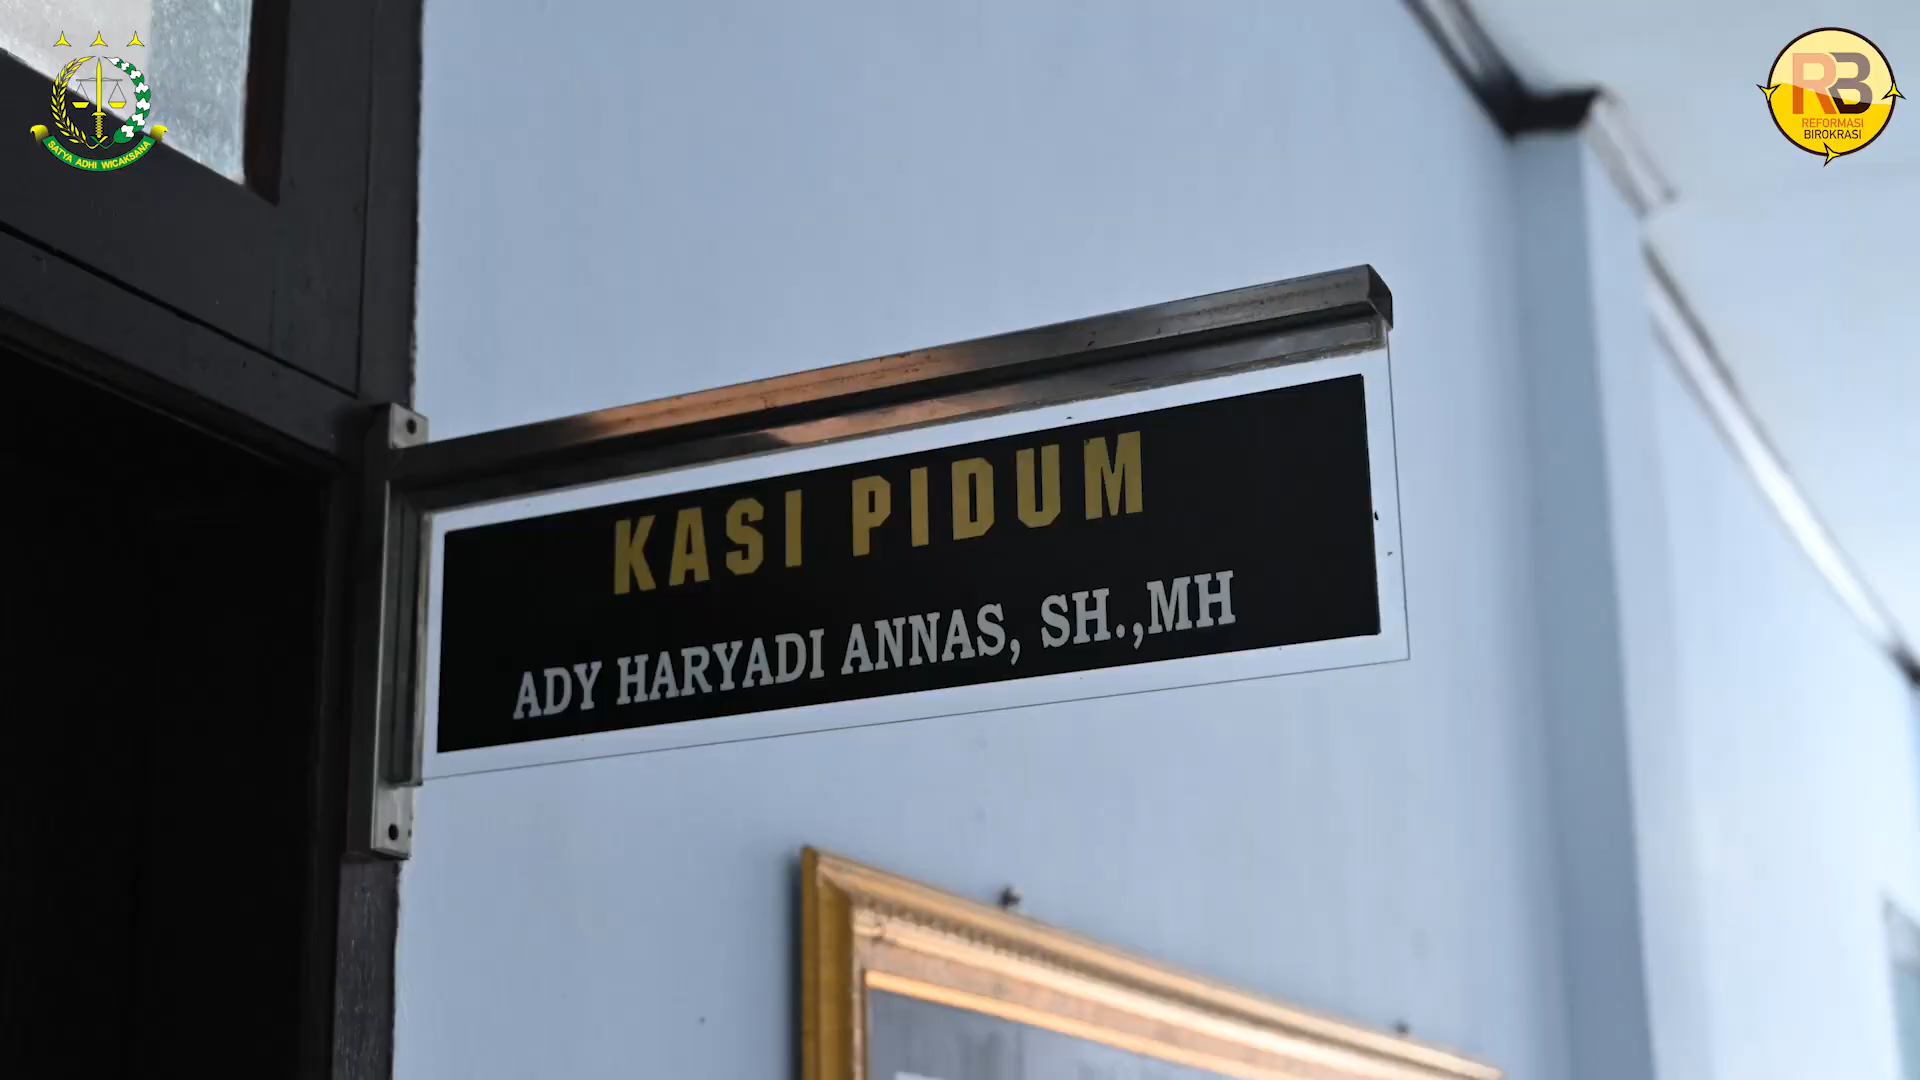 SATYA ADHI WICAKSANA
RB
REFORMASI
BIROKRASI
KASI PIDUM
ADY HARYADI ANNAS, SH.,MH